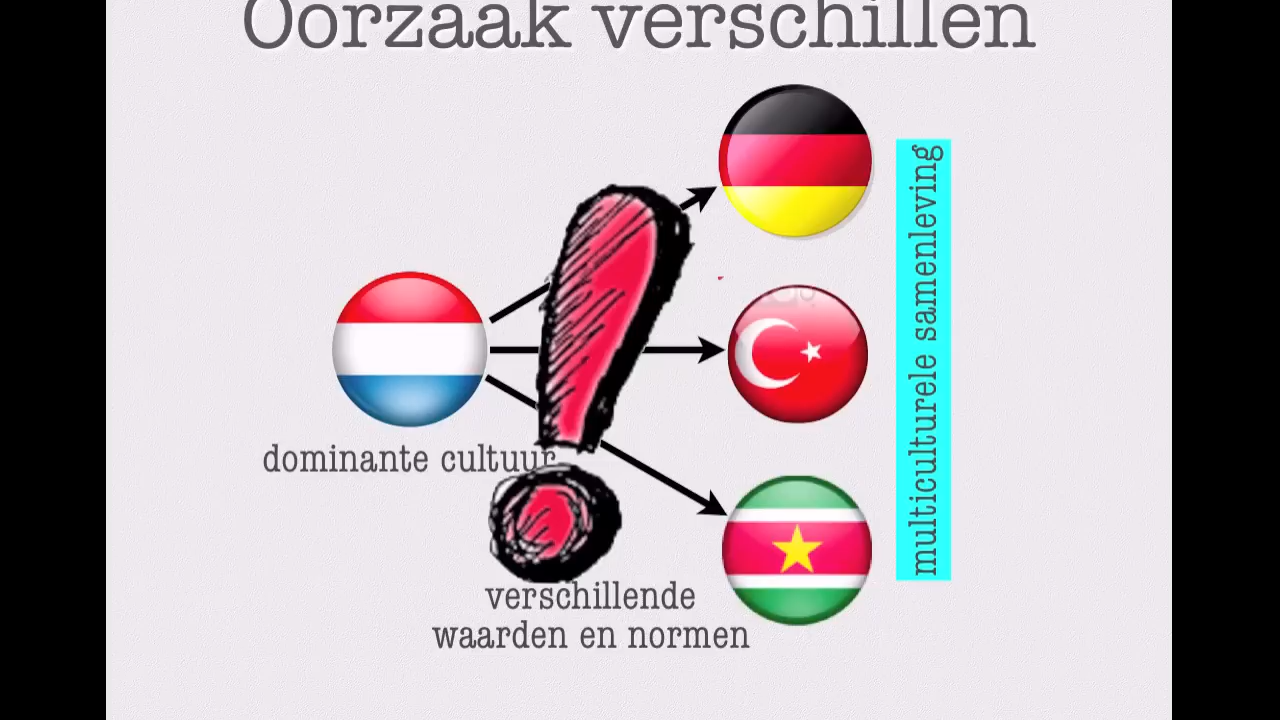 Oorzaak verschillen
dominante cultuur
verschillende
waarden en normen
multiculturele samenleving